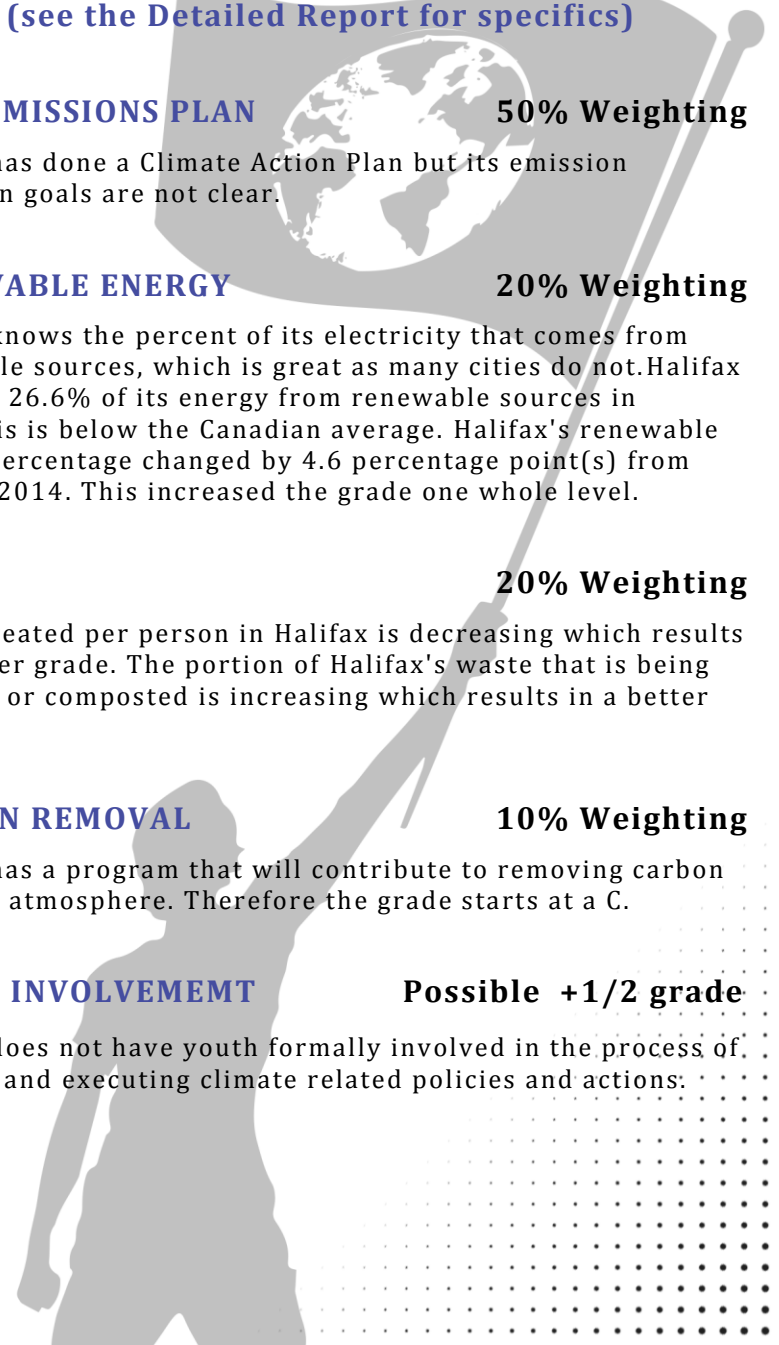 (see the Detailed Report for specifics)
MISSIONS PLAN 50% Weighting
has done a Climate Action Plan but its emission
n goals are not clear.
ABLE ENERGY 20% Weighting
knows the percent of its electricity that comes from
le sources, which is great as many cities do not.Halifax
26.6% of its energy from renewable sources in
is is below the Canadian average. Halifax's renewable
ercentage changed by 4.6 percentage point(s) from
2014. This increased the grade one whole level.
20% Weighting
eated per person in Halifax is decreasing which results
er grade. The portion of Halifax's waste that is being
or composted is increasing which results in a better
N REMOVAL 10% Weighting
has a program that will contribute to removing carbon
atmosphere. Therefore the grade starts at a C.
INVOLVEMEMT Possible +1/2 grade
does not have youth formally involved in the process of
and executing climate related policies and actions.